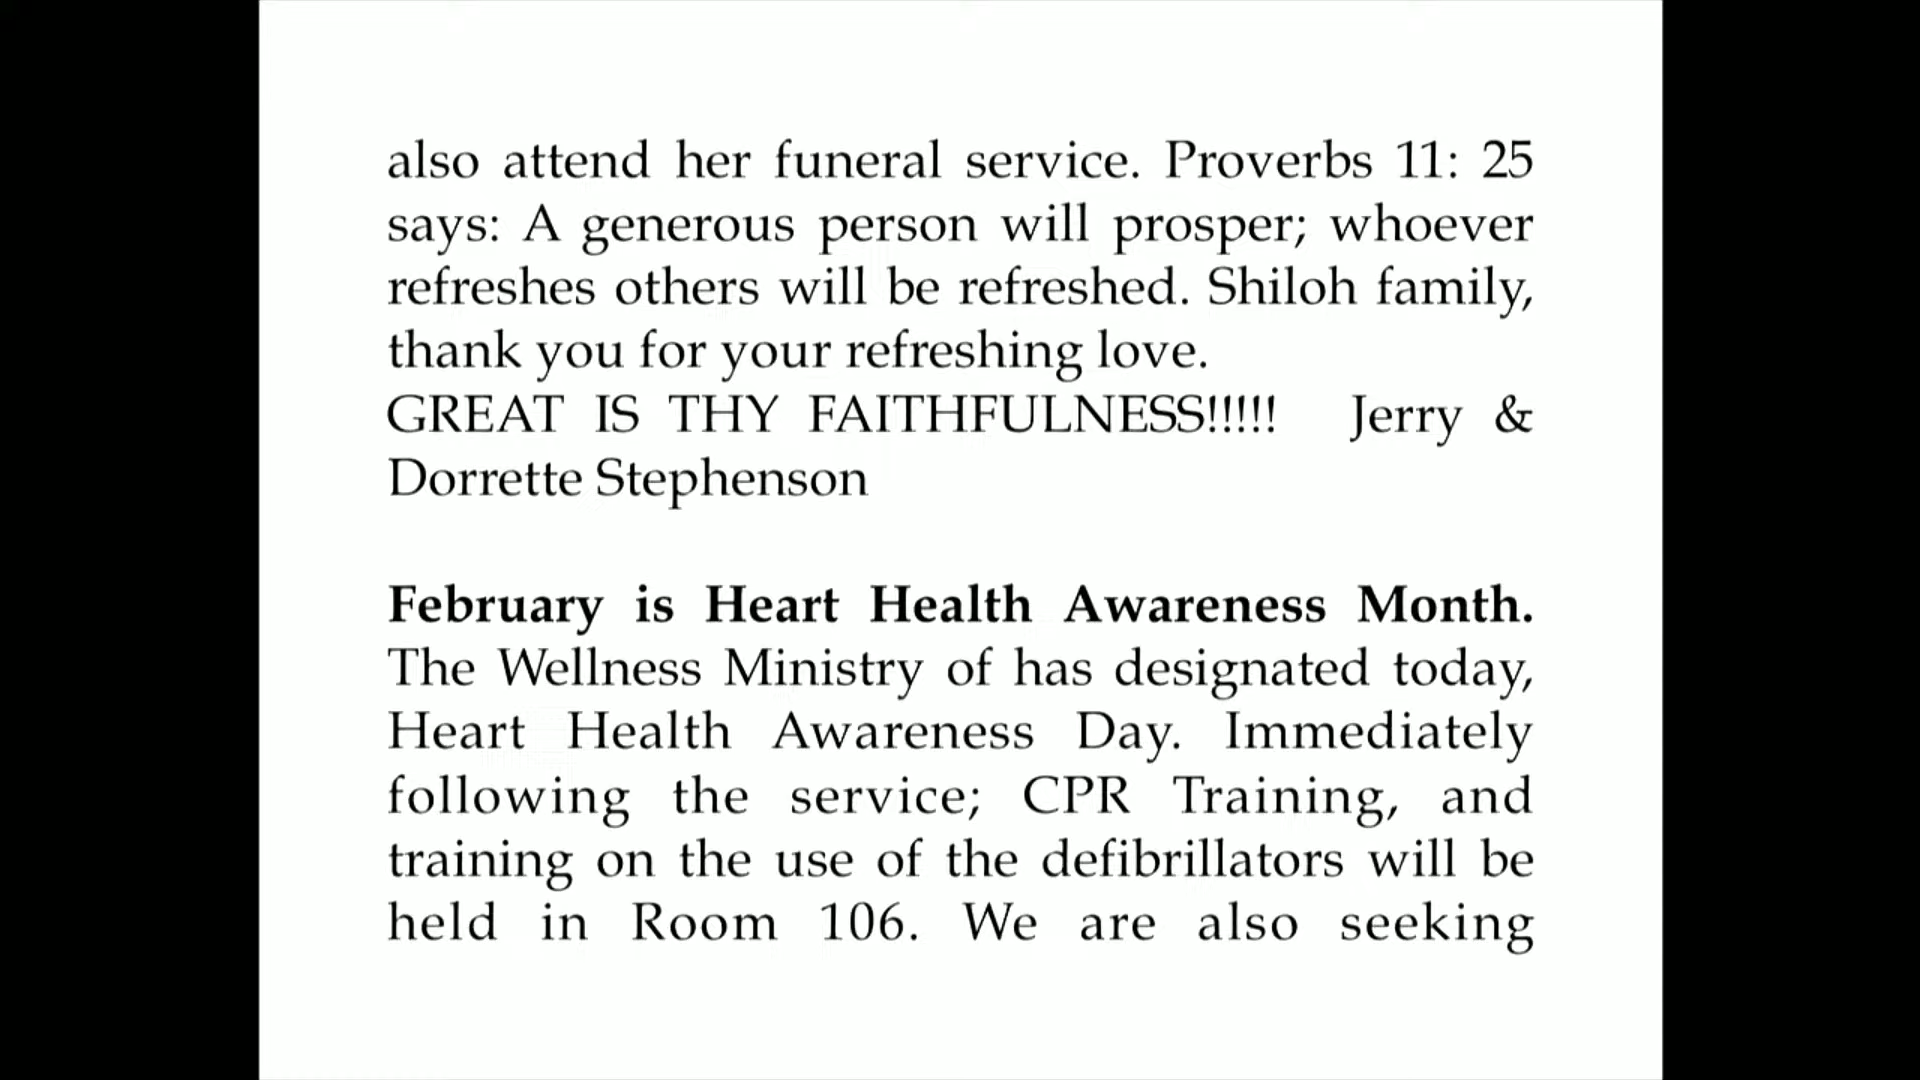 also attend her funeral service. Proverbs 11: 25
says: A generous person will prosper; whoever
refreshes others will be refreshed. Shiloh family,
thank you for your refreshing love.
GREAT IS THY FAITHFULNESS!!!!! Jerry &
Dorrette Stephenson
February is Heart Health Awareness Month.
The Wellness Ministry of has designated today,
Heart Health Awareness Day. Immediately
following the service; CPR Training, and
training on the use of the defibrillators will be
held in Room 106. We are also seeking